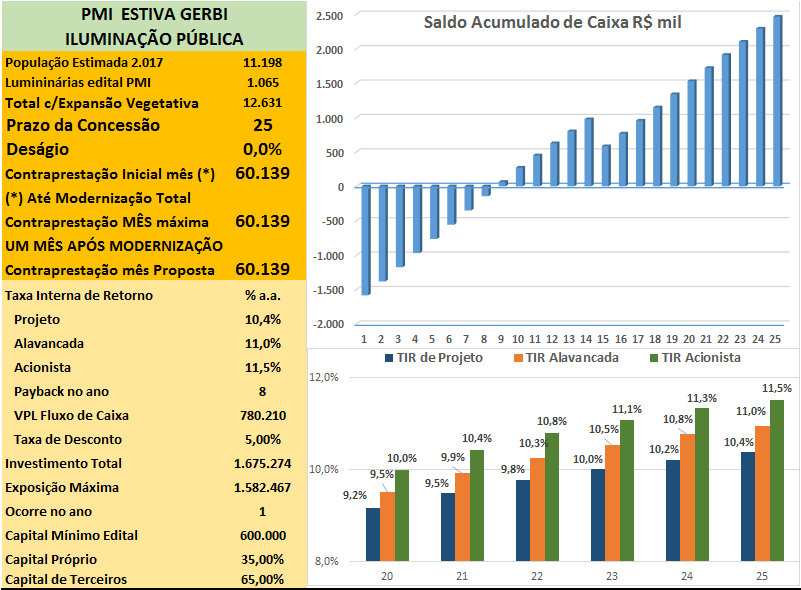 PMI ESTIVA GERBI
ILUMINAÇÃO PÚBLICA
População Estimada 2.017 11.198
Lumininárias edital PMI 1.065
Total c/Expansão Vegetativa 12.631
Prazo da Concessão 25
Deságio 0,0%
Contraprestação Inicial mês (*) 60.139
(*) Até Modernização Total
Contraprestação MÊS máxima 60.139
UM MÊS APÓS MODERNIZAÇÃO
Contraprestação mês Proposta 60.139
Taxa Interna de Retorno % a.a.
Projeto 10,4%
Alavancada 11,0%
Acionista 11,5%
Payback no ano 8
VPL Fluxo de Caixa 780.210
Taxa de Desconto 5,00%
Investimento Total 1.675.274
Exposição Máxima 1.582.467
Ocorre no ano 1
Capital Mínimo Edital 600.000
Capital Próprio 35,00%
Capital de Terceiros 65,00%
Saldo Acumulado de Caixa R$ mil
2.500
2.000
1.500
1.000
500
0
-500
-1.000
-1.500
-2.000
1 2 3 4 5 6 7 8 9 10 11 12 13 14 15 16 17 18 19 20 21 22 23 24 25
TIR de Projeto TIR Alavancada TIR Acionista
12,0%
10,0%
8,0%
9,2% 9,5% 10,0%
9,5% 9,9% 10,4%
9,8% 10,3% 10,8%
10,0% 10,5% 11,1%
10,2% 10,8% 11,3%
10,4% 11,0% 11,5%
20 21 22 23 24 25